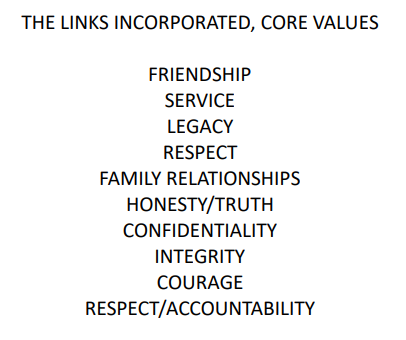 THE LINKS INCORPORATED, CORE VALUES
FRIENDSHIP
SERVICE
LEGACY
RESPECT
FAMILY RELATIONSHIPS
HONESTY/TRUTH
CONFIDENTIALITY
INTEGRITY
COURAGE
RESPECT/ACCOUNTABILITY